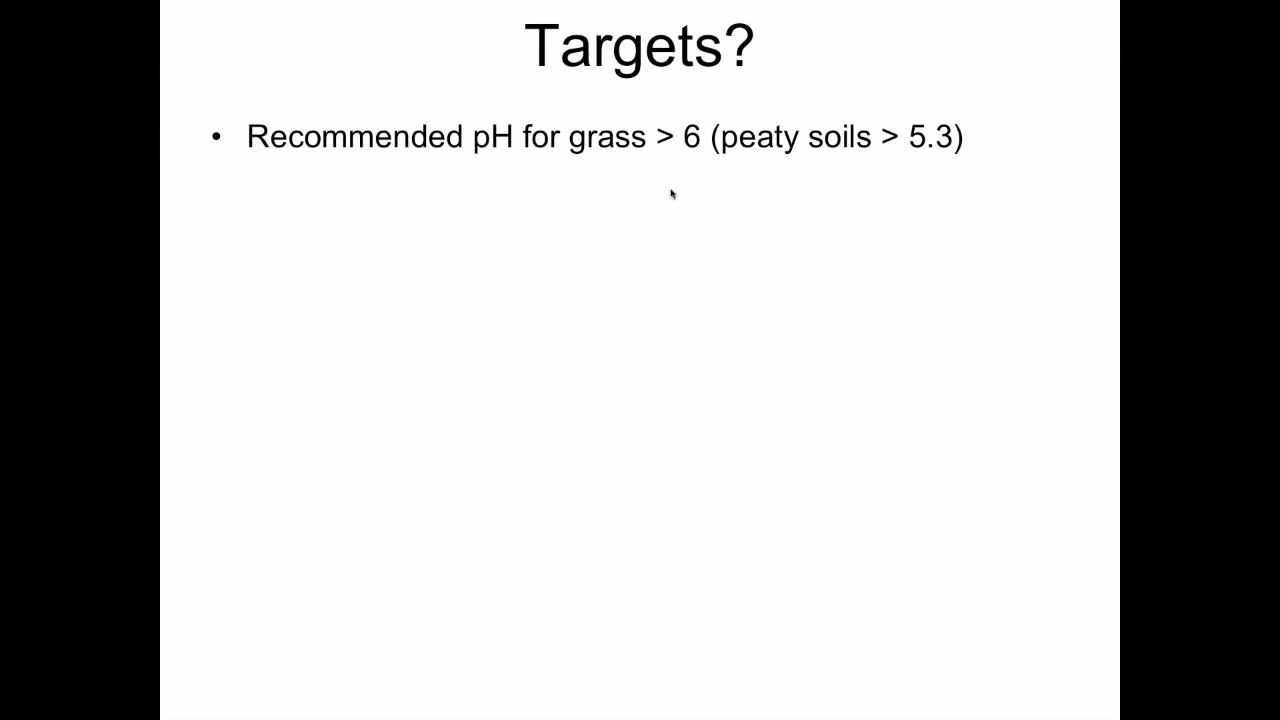 Targets?
• Recommended pH for grass > 6 (peaty soils > 5.3)